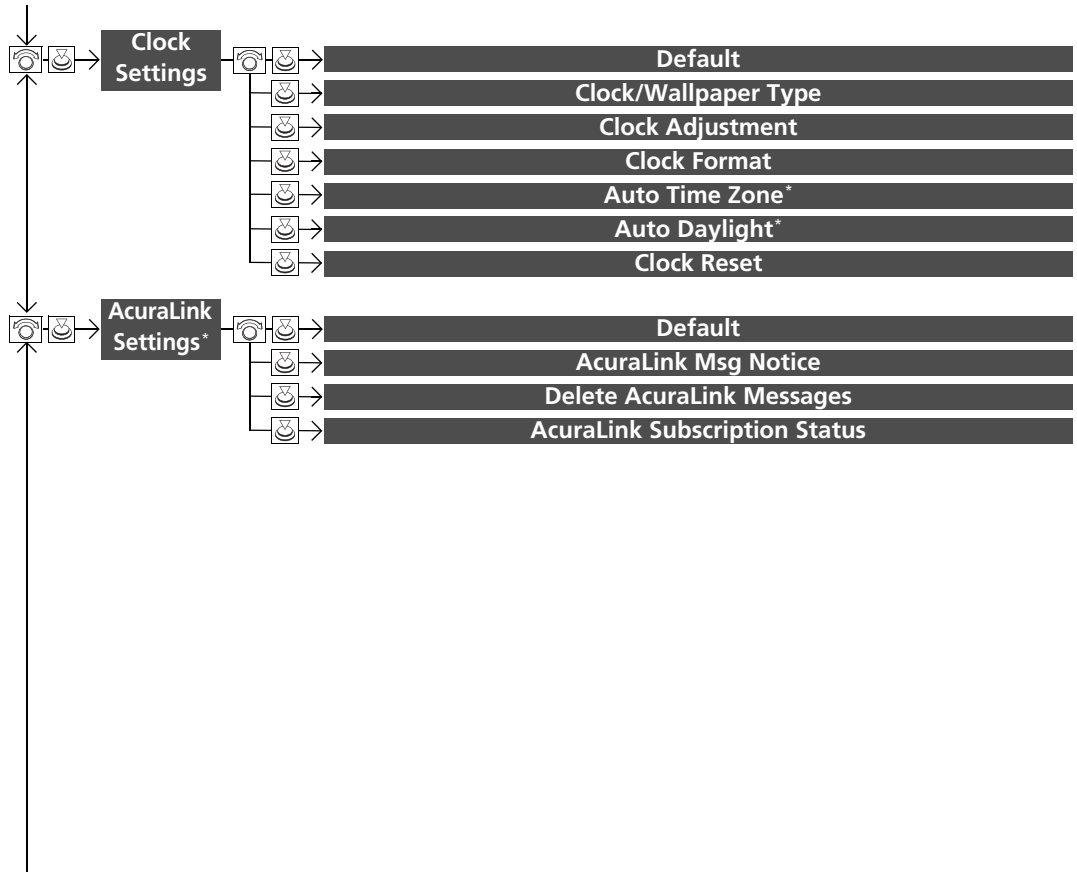 Clock
Settings
Default
Clock/Wallpaper Type
Clock Adjustment
Clock Format
Auto Time Zone*
Auto Daylight*
Clock Reset
AcuraLink
Settings*
Default
AcuraLink Msg Notice
Delete AcuraLink Messages
AcuraLink Subscription Status